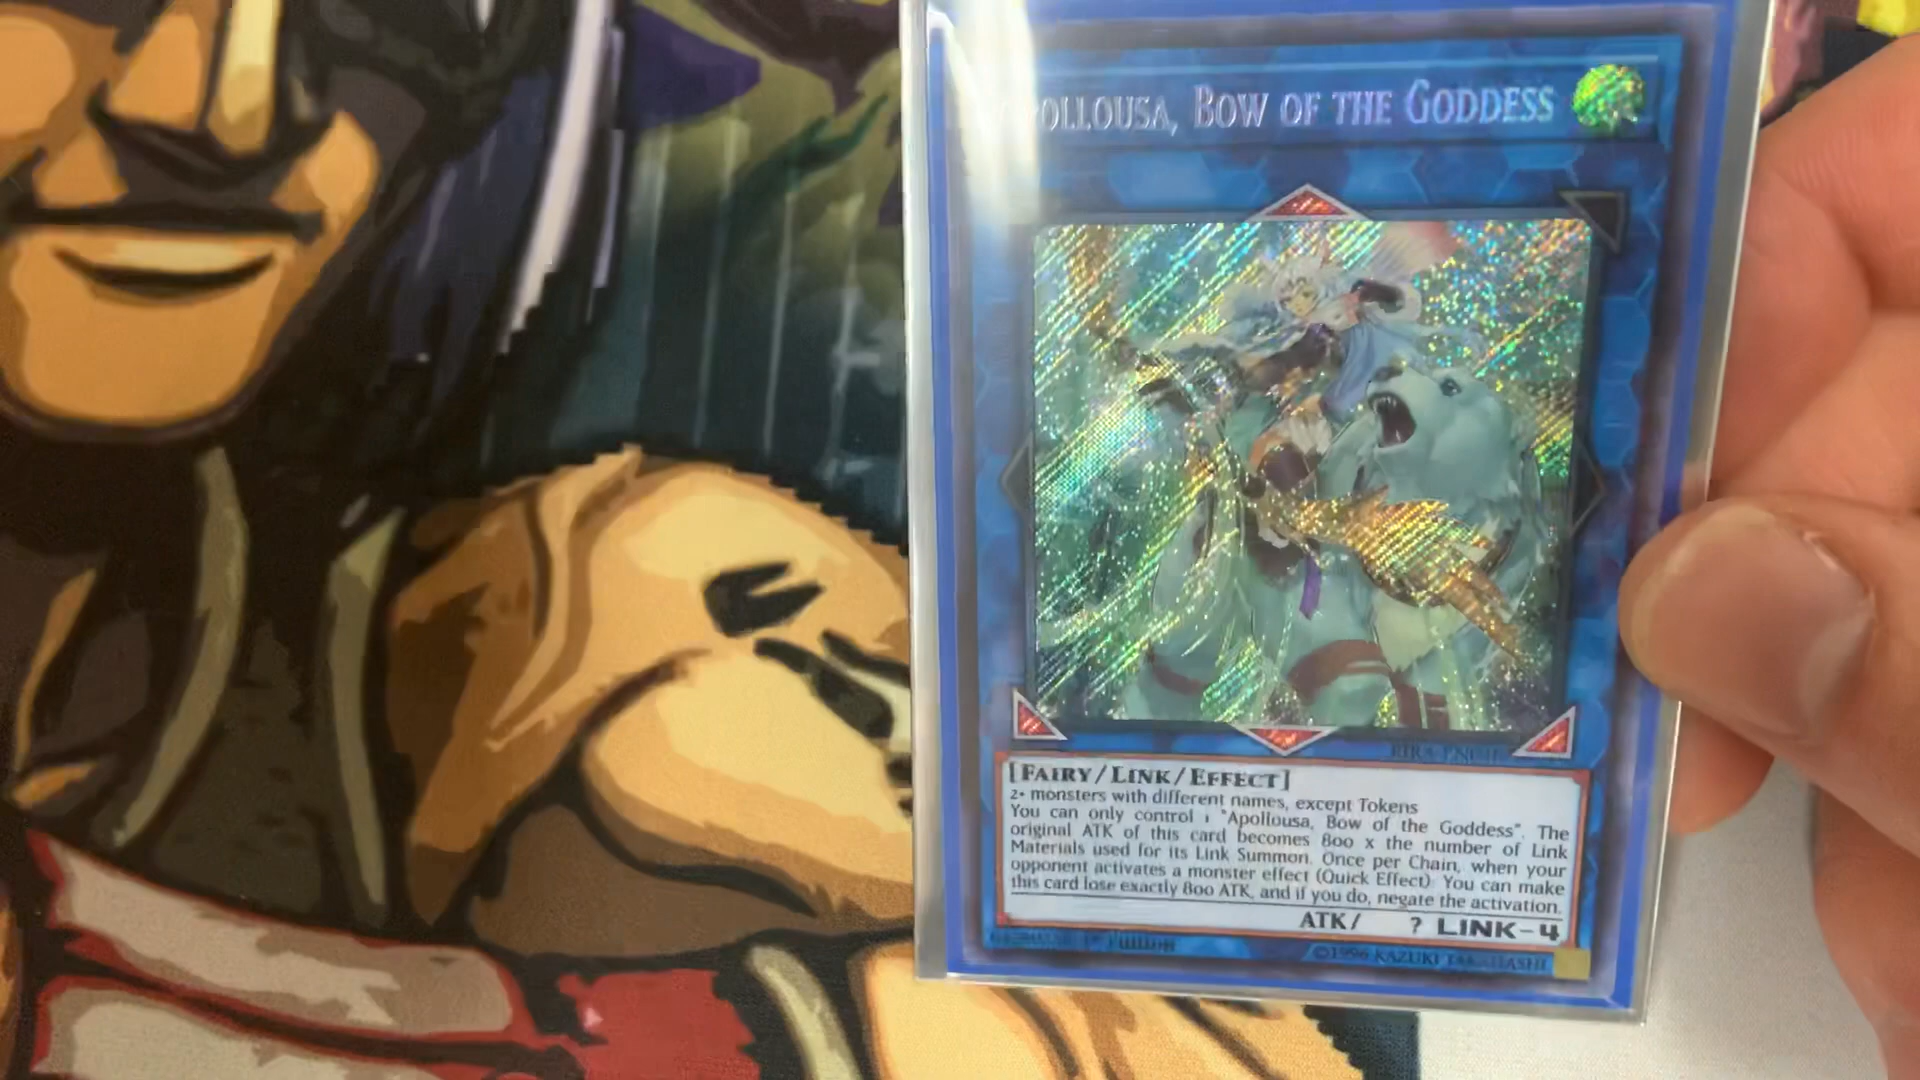 pollousa, Bow of the Goddess
[Fairy/Link/Effect]
2+ monsters with different names, except Tokens
You can only control 1 "Apollousa, Bow of the Goddess". The
original ATK of this card becomes 800 x the number of Link
Materials used for its Link Summon. Once per Chain, when your
opponent activates a monster effect (Quick Effect): You can make
this card lose exactly 800 ATK, and if you do, negate the activation.
ATK/ ? LINK-4
Edition
©1996 KAZUKI TAKAHASHI